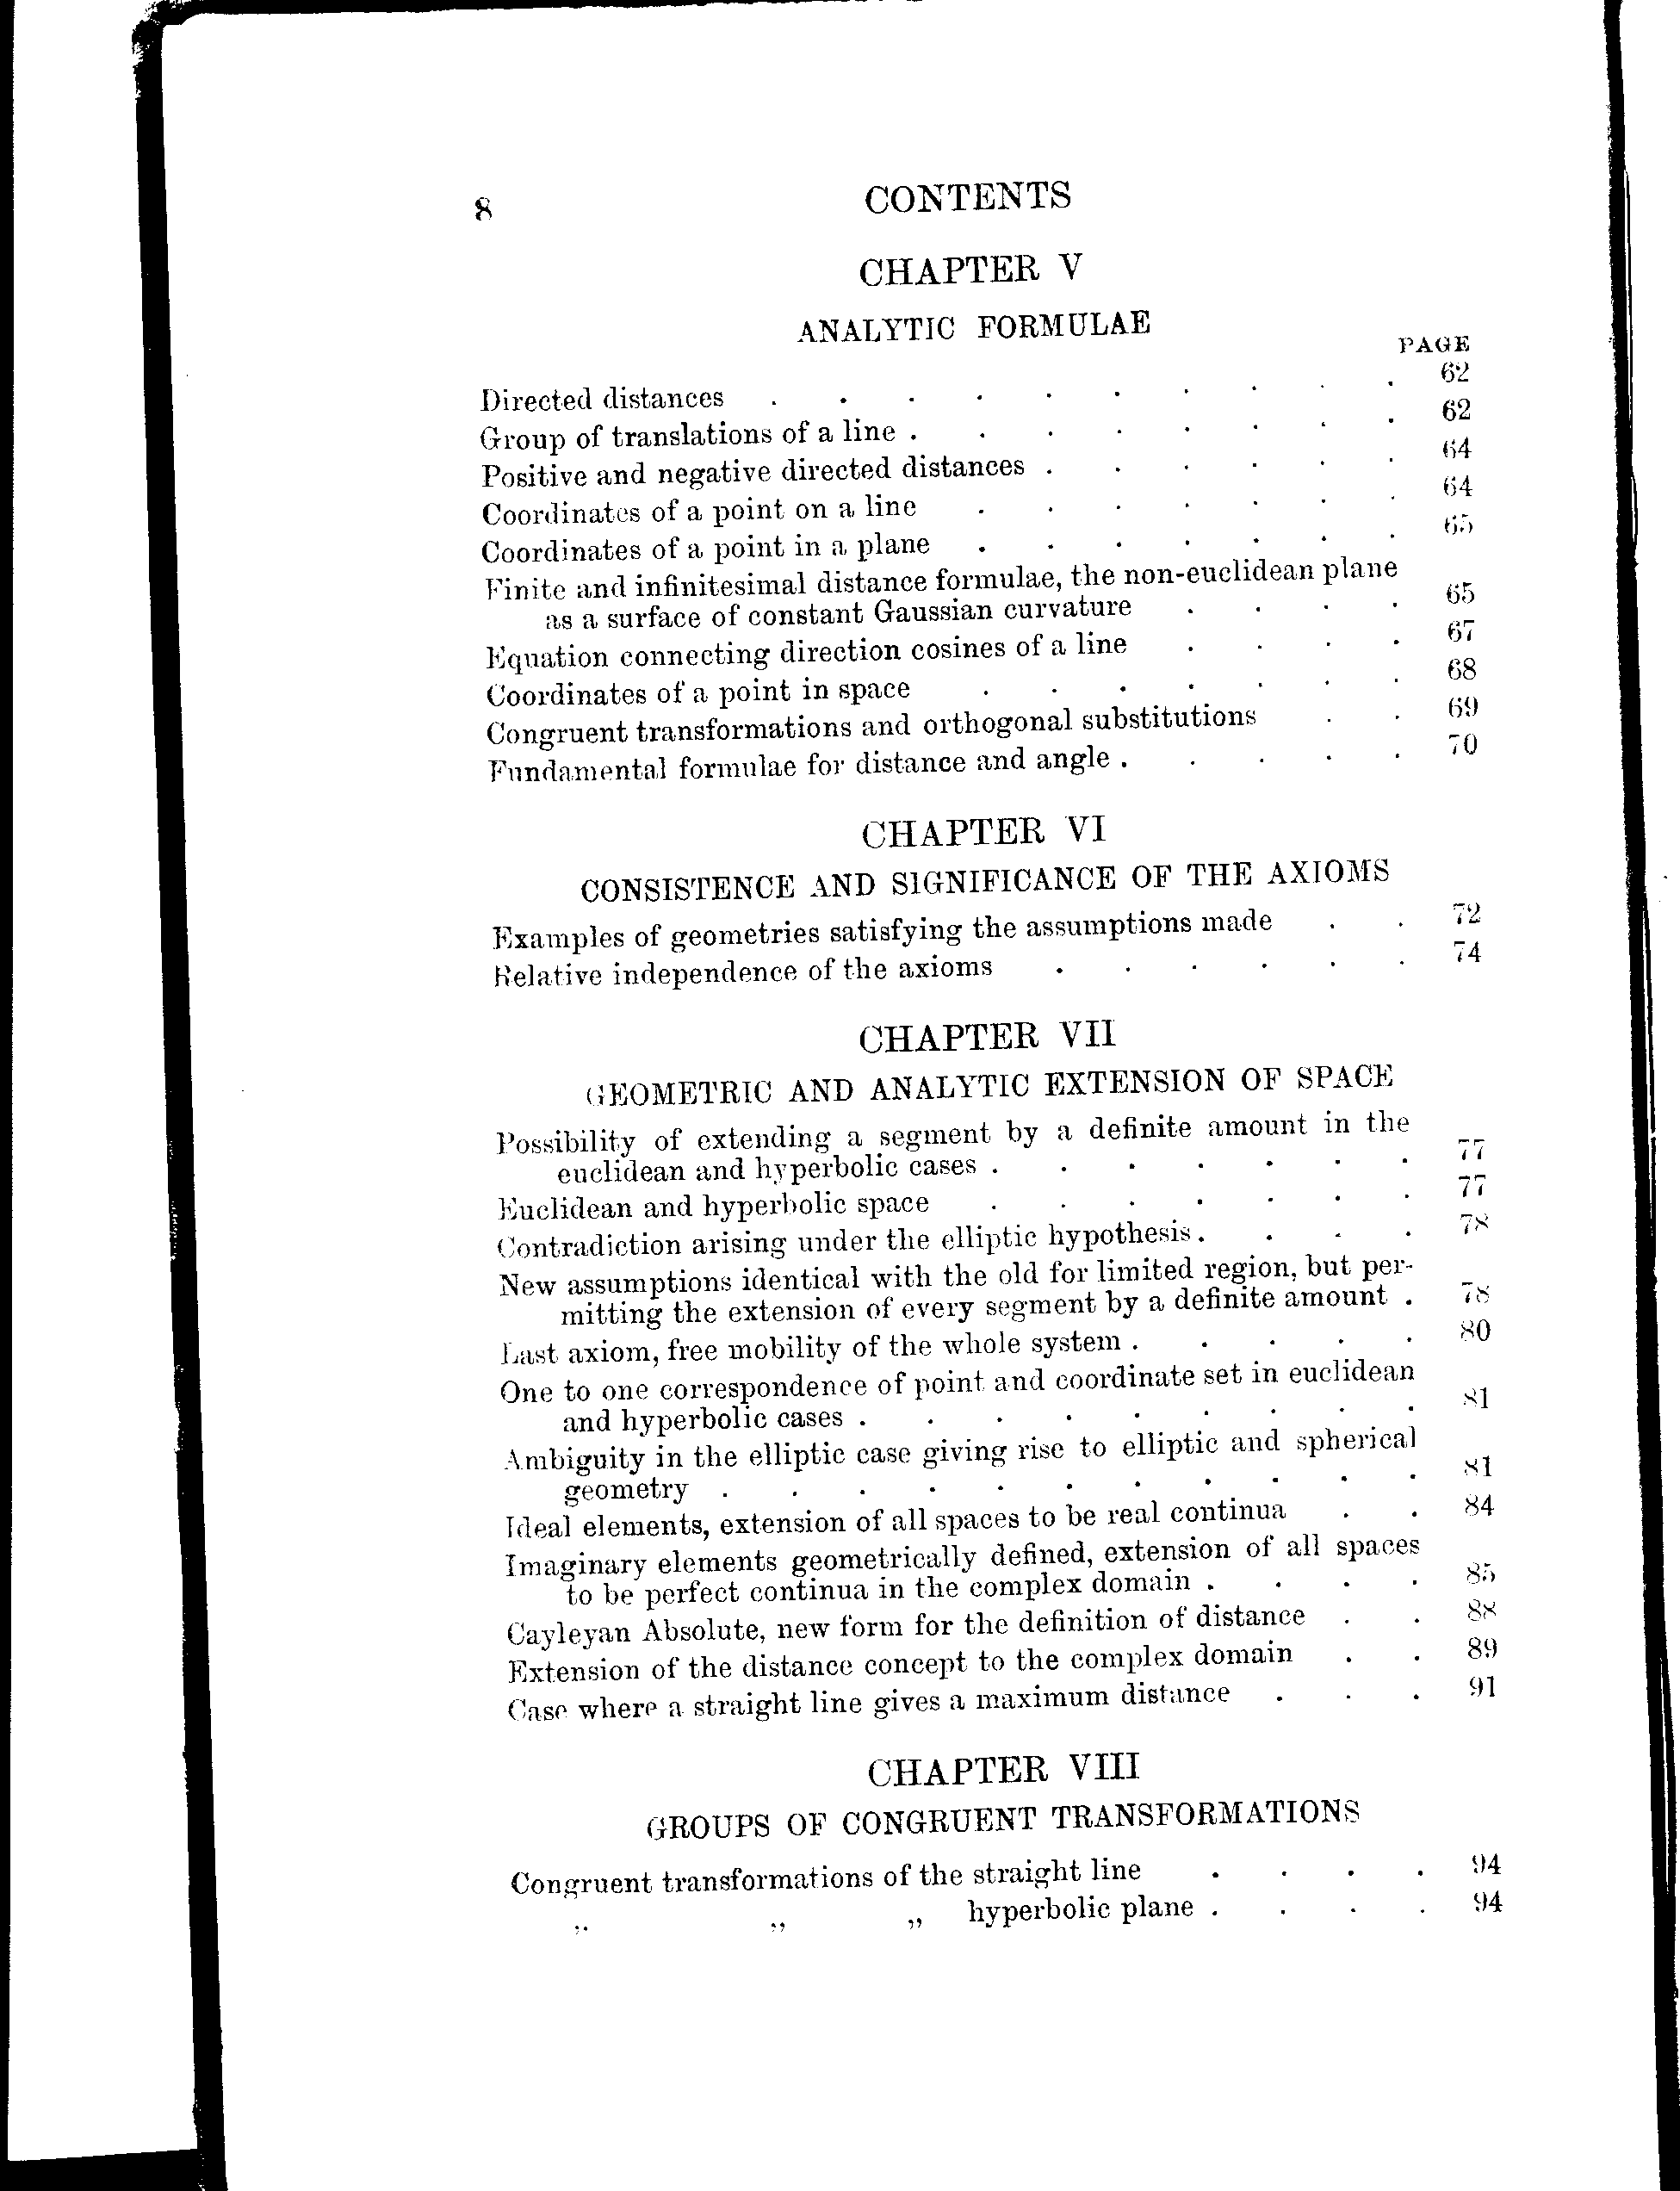 8 CONTENTS
CHAPTER V
ANALYTIC FORMULAE
PAGE
Directed distances . . . . . . . . . . 62
Group of translations of a line . . . . . . . . 62
Positive and negative directed distances . . . . . . 64
Coordinates of a point on a line . . . . . . . 64
Coordinates of a point in a plane . . . . . . . 65
Finite and infinitesimal distance formulae, the non-euclidean plane
as a surface of constant Gaussian curvature . . . . 65
Equation connecting direction cosines of a line . . . . 67
Coordinates of a point in space . . . . . . . 68
Congruent transformations and orthogonal substitutions . . 69
Fundamental formulae for distance and angle . . . . . 70
CHAPTER VI
CONSISTENCE AND SIGNIFICANCE OF THE AXIOMS
Examples of geometries satisfying the assumptions made . . 72
Relative independence of the axioms . . . . . . 74
CHAPTER VII
GEOMETRIC AND ANALYTIC EXTENSION OF SPACE
Possibility of extending a segment by a definite amount in the
euclidean and hyperbolic cases . . . . . . . 77
Euclidean and hyperbolic space . . . . . . . 77
Contradiction arising under the elliptic hypothesis . . . . 78
New assumptions identical with the old for limited region, but per-
mitting the extension of every segment by a definite amount . 78
Last axiom, free mobility of the whole system . . . . . 80
One to one correspondence of point and coordinate set in euclidean
and hyperbolic cases . . . . . . . . . 81
Ambiguity in the elliptic case giving rise to elliptic and spherical
geometry . . . . . . . . . . . 81
Ideal elements, extension of all spaces to be real continua . . 84
Imaginary elements geometrically defined, extension of all spaces
to be perfect continua in the complex domain . . . . 85
Cayleyan Absolute, new form for the definition of distance . . 88
Extension of the distance concept to the complex domain . . 89
Case where a straight line gives a maximum distance . . . 91
CHAPTER VIII
GROUPS OF CONGRUENT TRANSFORMATIONS
Congruent transformations of the straight line . . . . 94
„ „ „ hyperbolic plane . . . . 94